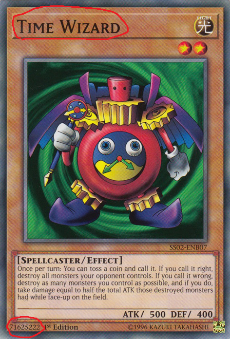 TIME WIZARD
光
SS02-ENB07
[SPELLCASTER/EFFECT]
Once per turn: You can toss a coin and call it. If you call it right,
destroy all monsters your opponent controls. If you call it wrong,
destroy as many monsters you control as possible, and if you do,
take damage equal to half the total ATK those destroyed monsters
had while face-up on the field.
ATK/ 500 DEF/ 400
71625222 1st Edition ©1996 KAZUKI TAKAHASHI